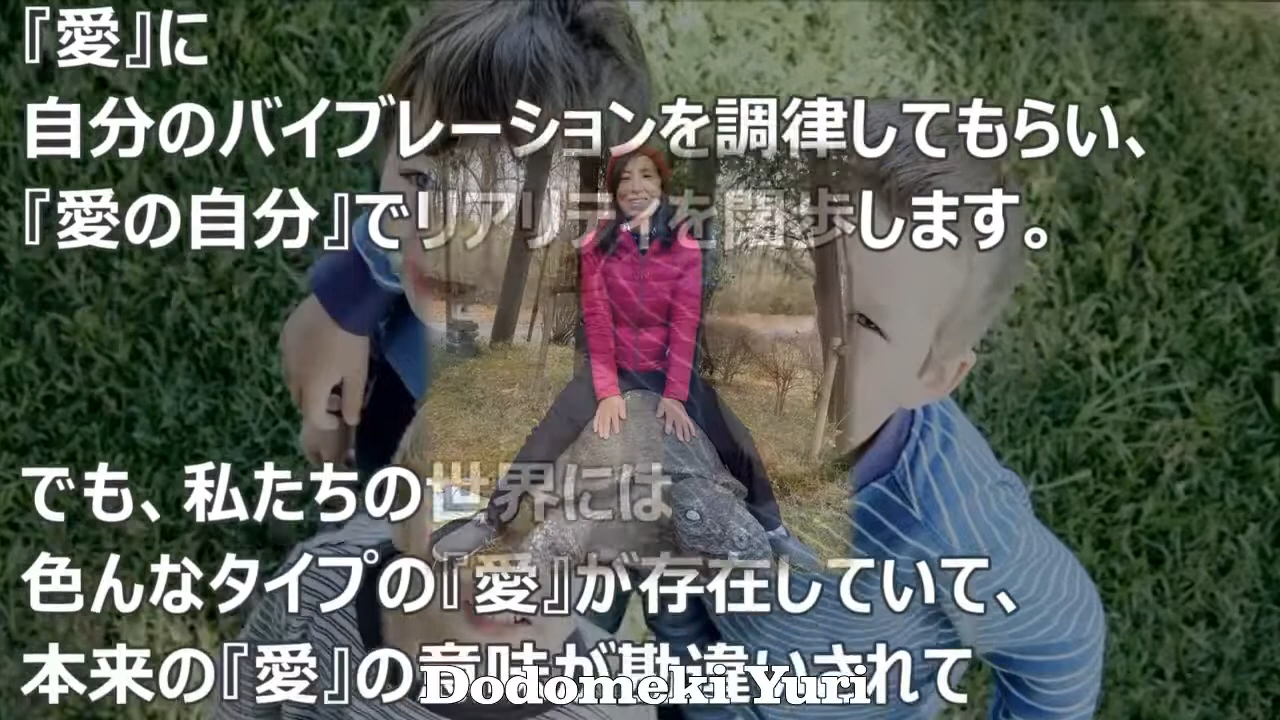 『愛』に
自分のバイブレーションを調律してもらい、
『愛の自分』でリアリティを闊歩します。
でも、私たちの世界には
色んなタイプの『愛』が存在していて、
本来の『愛』の意味が勘違いされて
Dodomeki Yuri